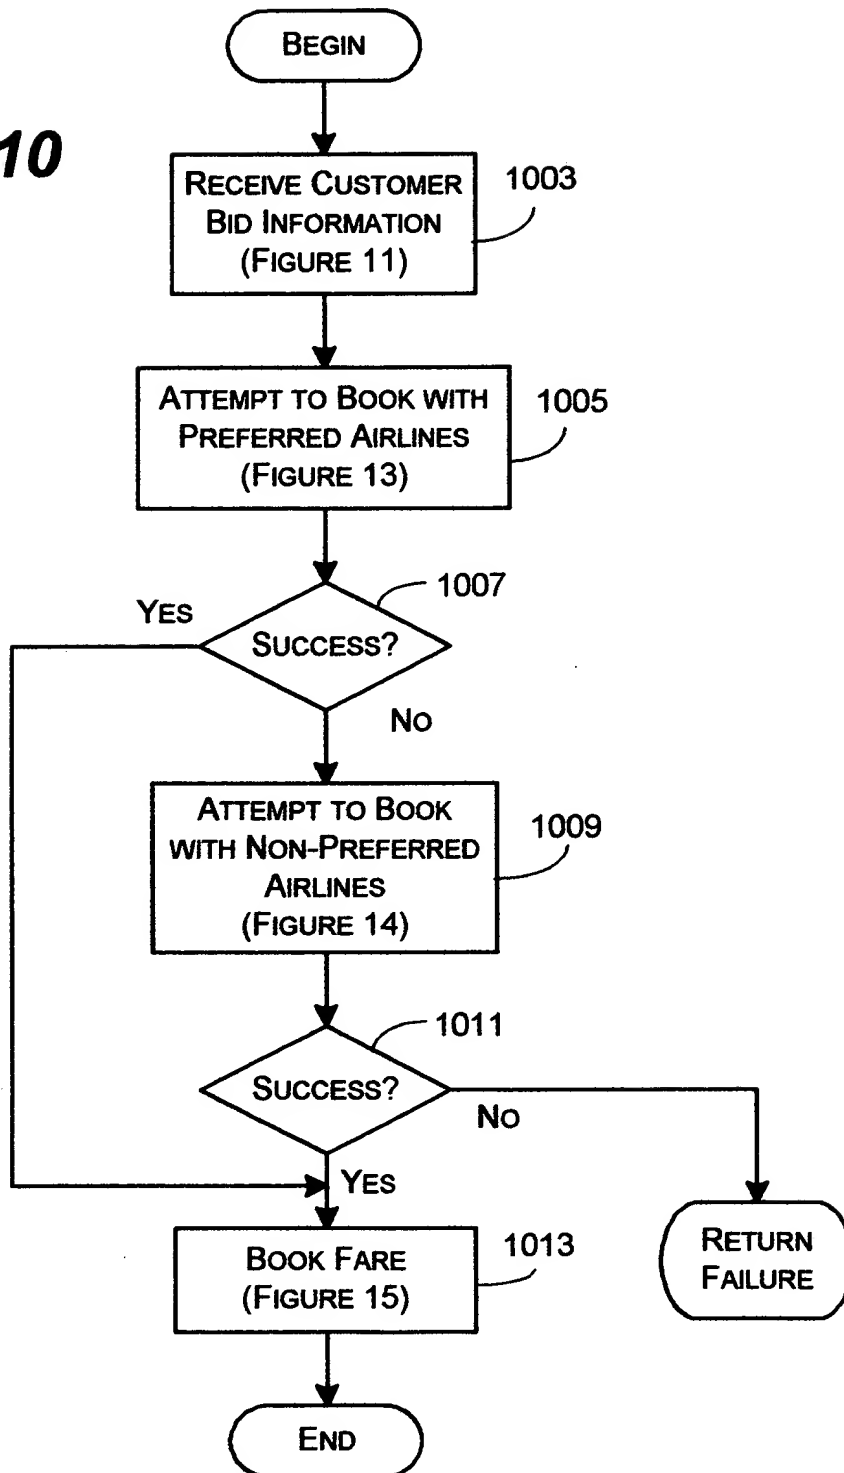 BEGIN
10
RECEIVE CUSTOMER
BID INFORMATION
(FIGURE 11)
1003
ATTEMPT TO BOOK WITH
PREFERRED AIRLINES
(FIGURE 13)
1005
1007
YES
SUCCESS?
NO
ATTEMPT TO BOOK
WITH NON-PREFERRED
AIRLINES
(FIGURE 14)
1009
1011
SUCCESS?
NO
YES
BOOK FARE
(FIGURE 15)
1013
RETURN
FAILURE
END